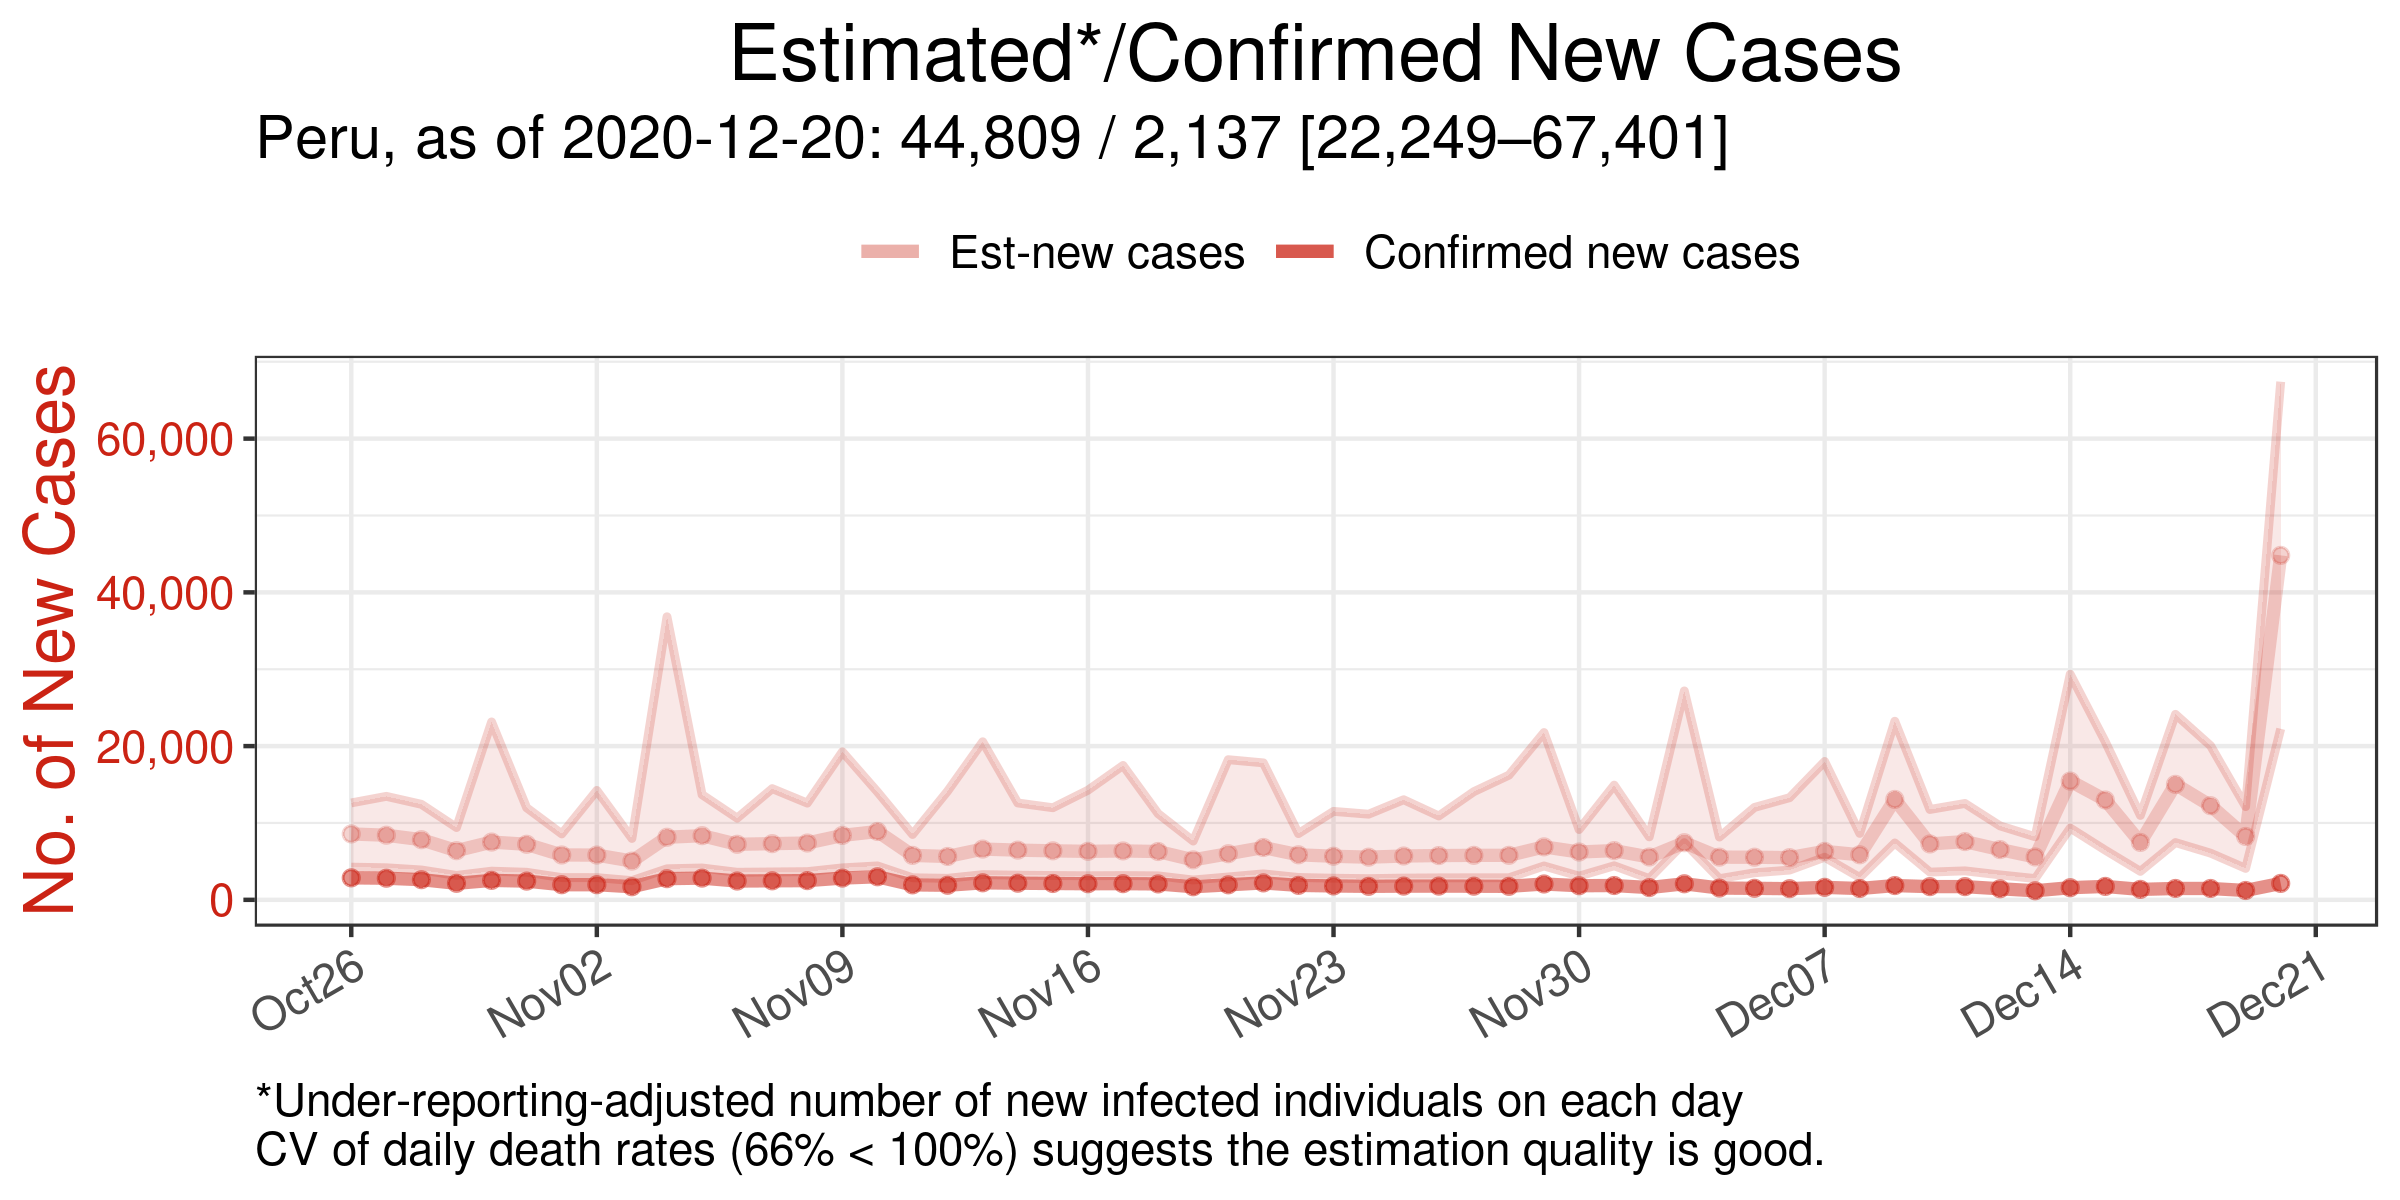 Estimated*/Confirmed New Cases
Peru, as of 2020-12-20: 44,809 / 2,137 [22,249–67,401]
Est-new cases Confirmed new cases
No. of New Cases
60,000
40,000
20,000
0
Oct26 Nov02 Nov09 Nov16 Nov23 Nov30 Dec07 Dec14 Dec21
*Under-reporting-adjusted number of new infected individuals on each day
CV of daily death rates (66% < 100%) suggests the estimation quality is good.